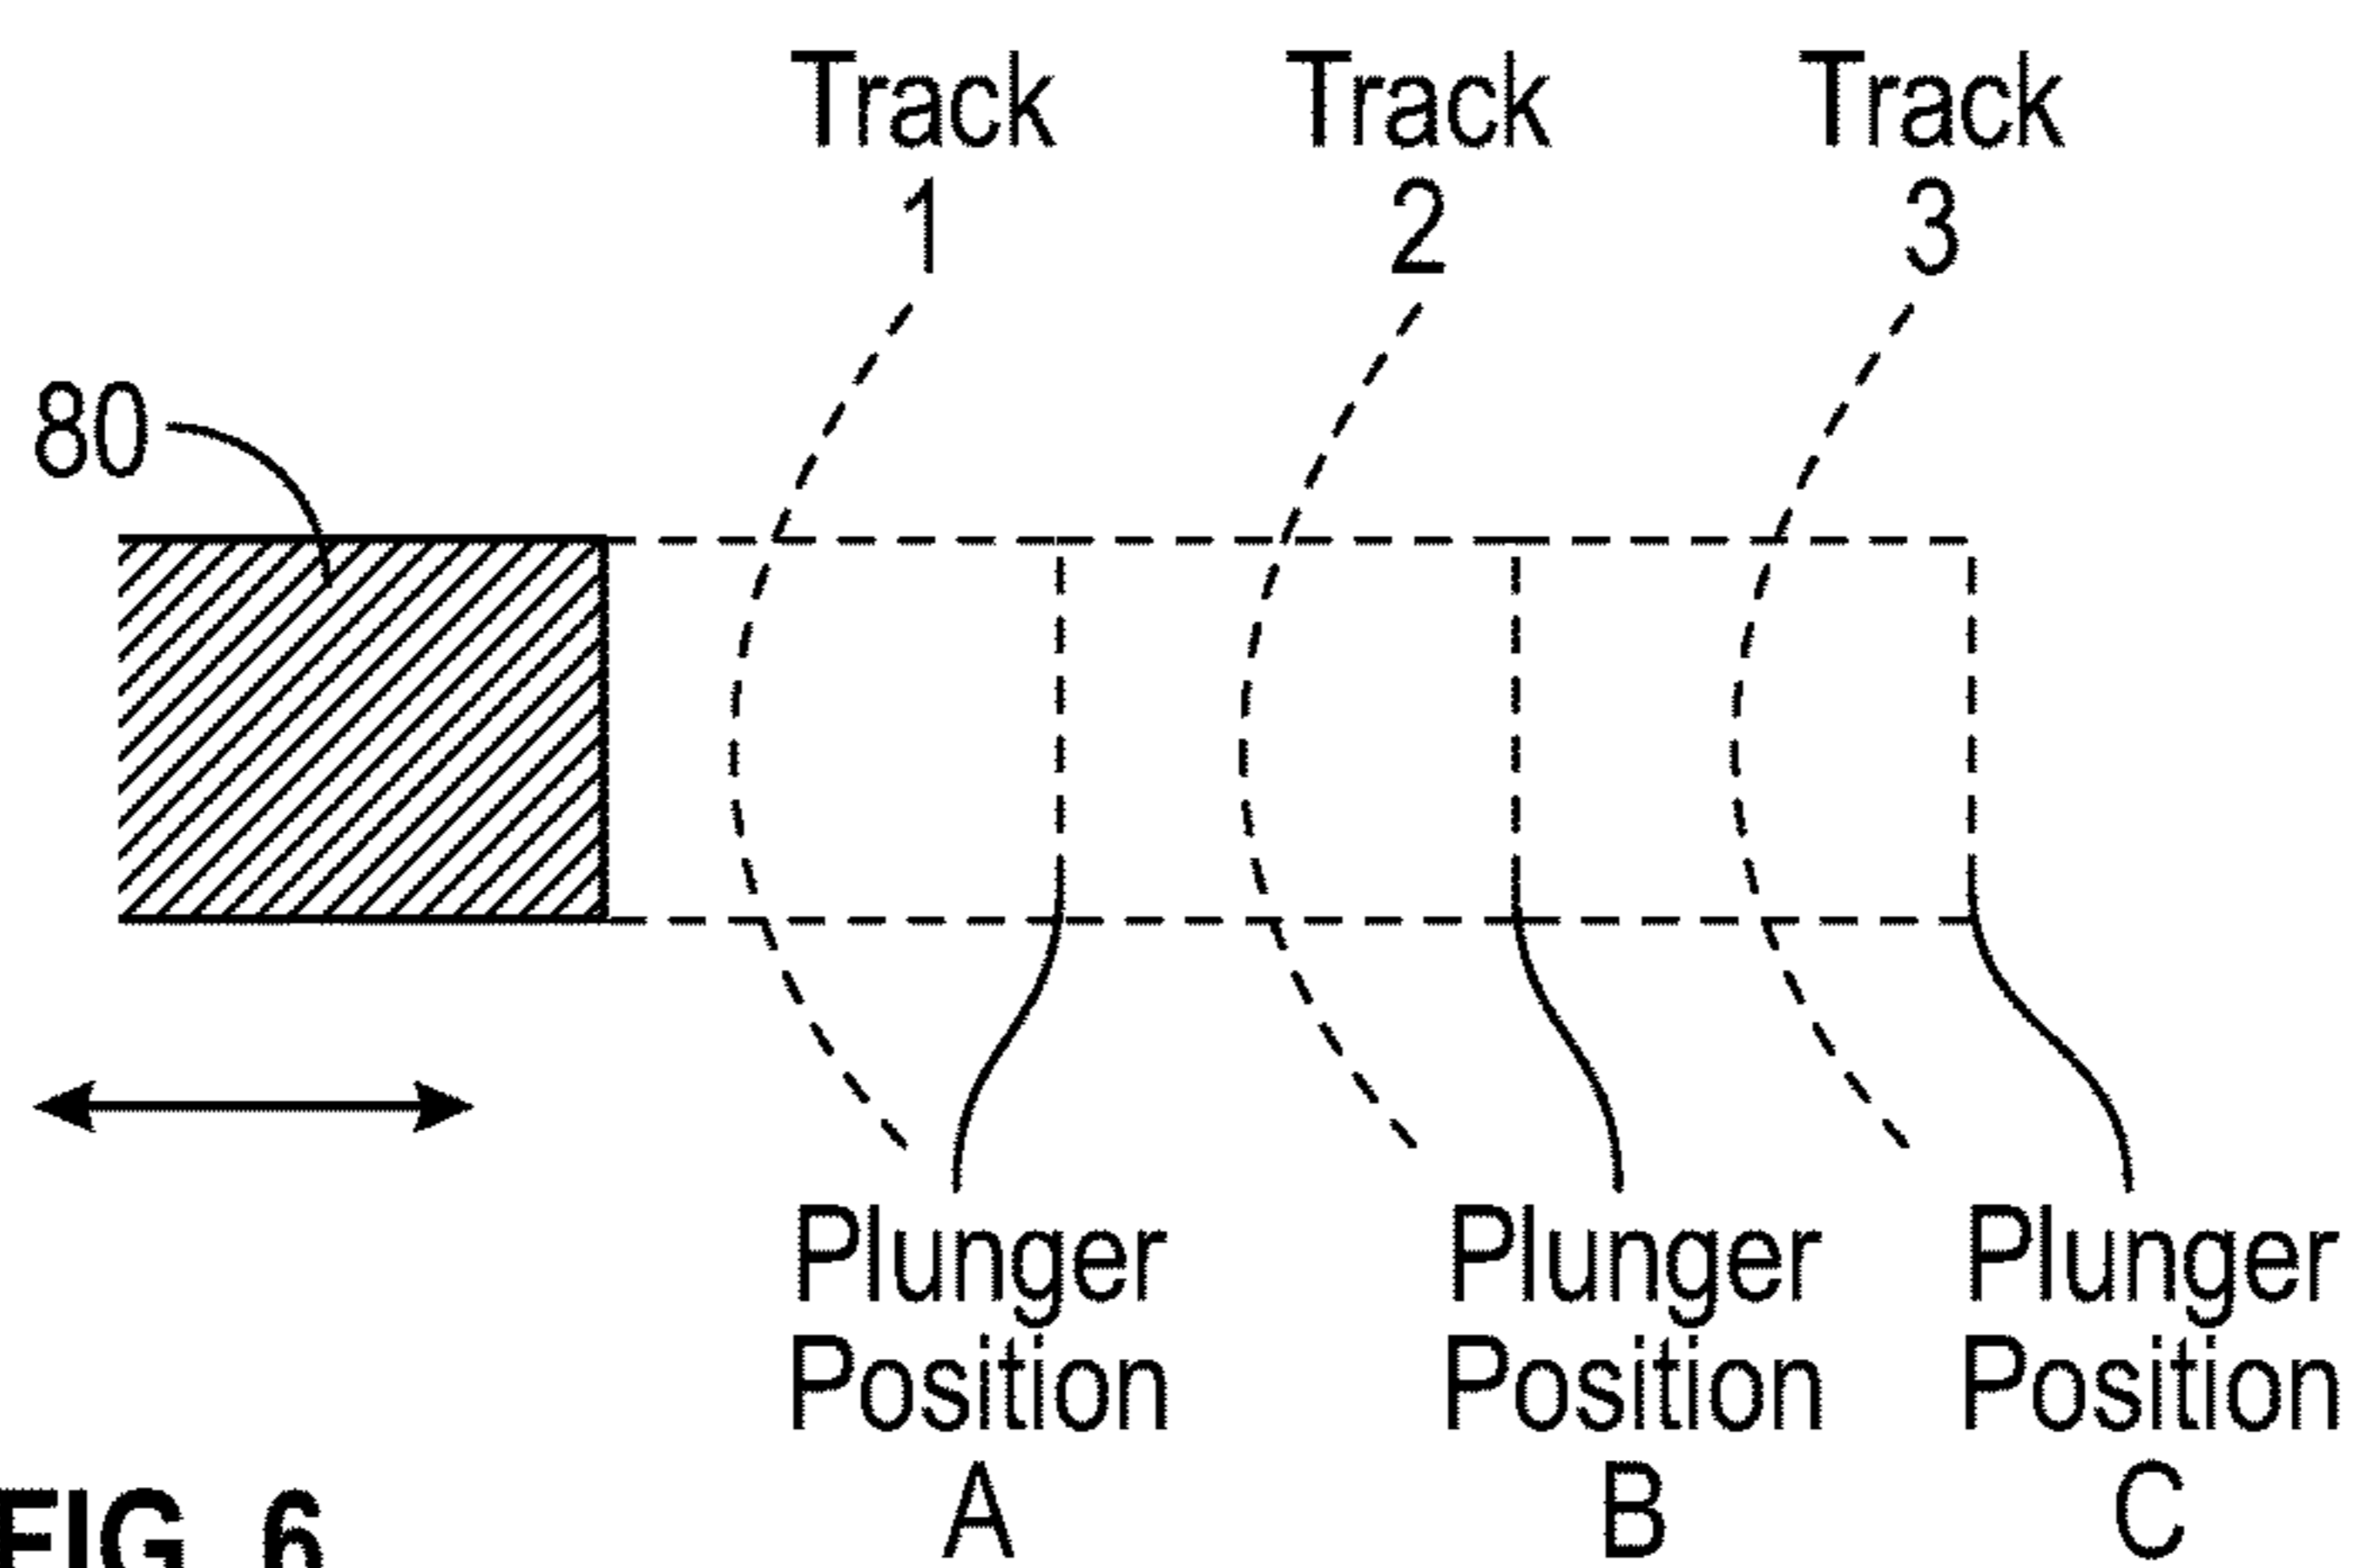 Track
1
Track
2
Track
3
80
Plunger
Position
A
Plunger
Position
B
Plunger
Position
C
FIG. 6